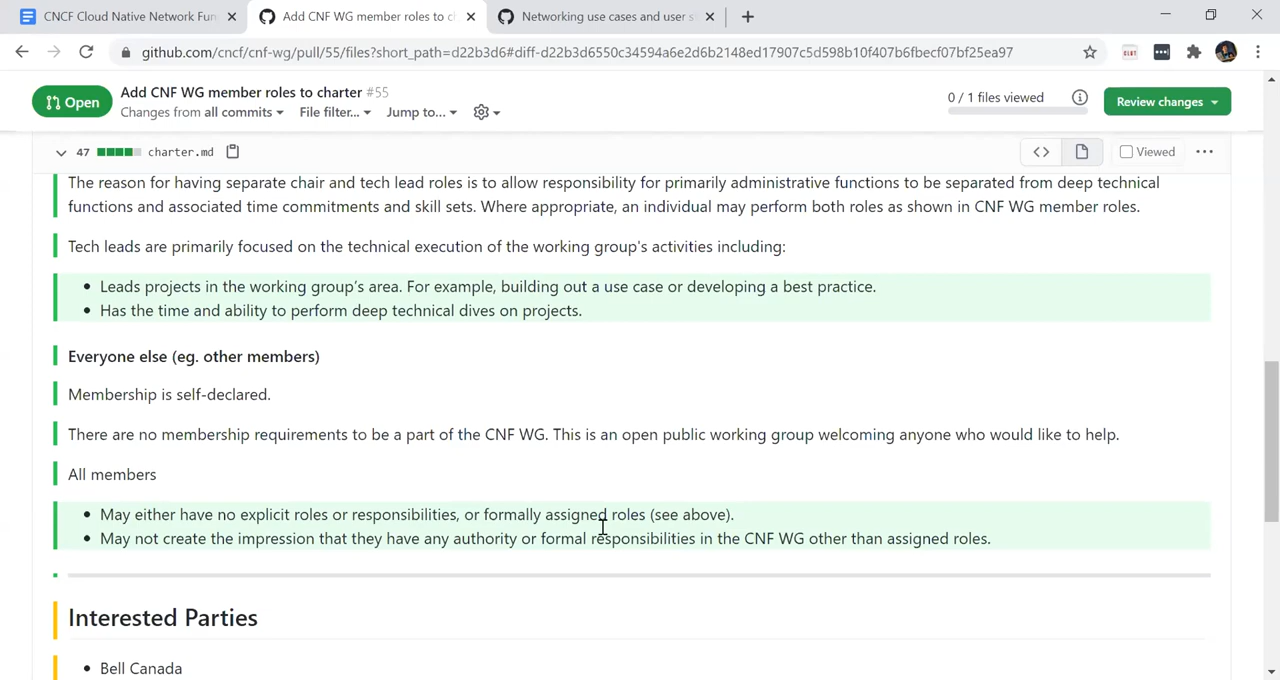 CNCF Cloud Native Network Fun
Add CNF WG member roles to c
Networking use cases and user s
github.com/cncf/cnf-wg/pull/55/files?short_path=d22b3d6#diff-d22b3d6550c34594a6e2d6b2148ed17907c5d598b10f407b6fbecf07bf25ea97
Open
Add CNF WG member roles to charter #55
Changes from all commits
File filter...
Jump to...
0 / 1 files viewed
Review changes
47
charter.md
Viewed
The reason for having separate chair and tech lead roles is to allow responsibility for primarily administrative functions to be separated from deep technical
functions and associated time commitments and skill sets. Where appropriate, an individual may perform both roles as shown in CNF WG member roles.
Tech leads are primarily focused on the technical execution of the working group's activities including:
Leads projects in the working group's area. For example, building out a use case or developing a best practice.
Has the time and ability to perform deep technical dives on projects.
Everyone else (eg. other members)
Membership is self-declared.
There are no membership requirements to be a part of the CNF WG. This is an open public working group welcoming anyone who would like to help.
All members
May either have no explicit roles or responsibilities, or formally assigned roles (see above).
May not create the impression that they have any authority or formal responsibilities in the CNF WG other than assigned roles.
Interested Parties
Bell Canada